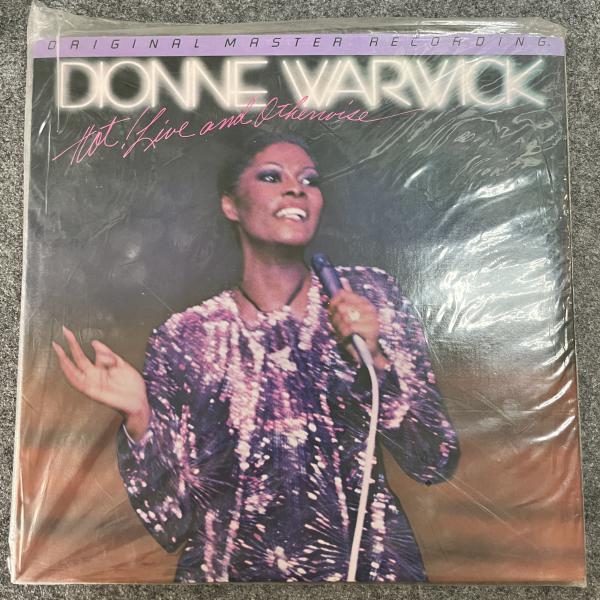 ORIGINAL MASTER RECORDING
DIONNE WARWICK
Hot! Live and Otherwise